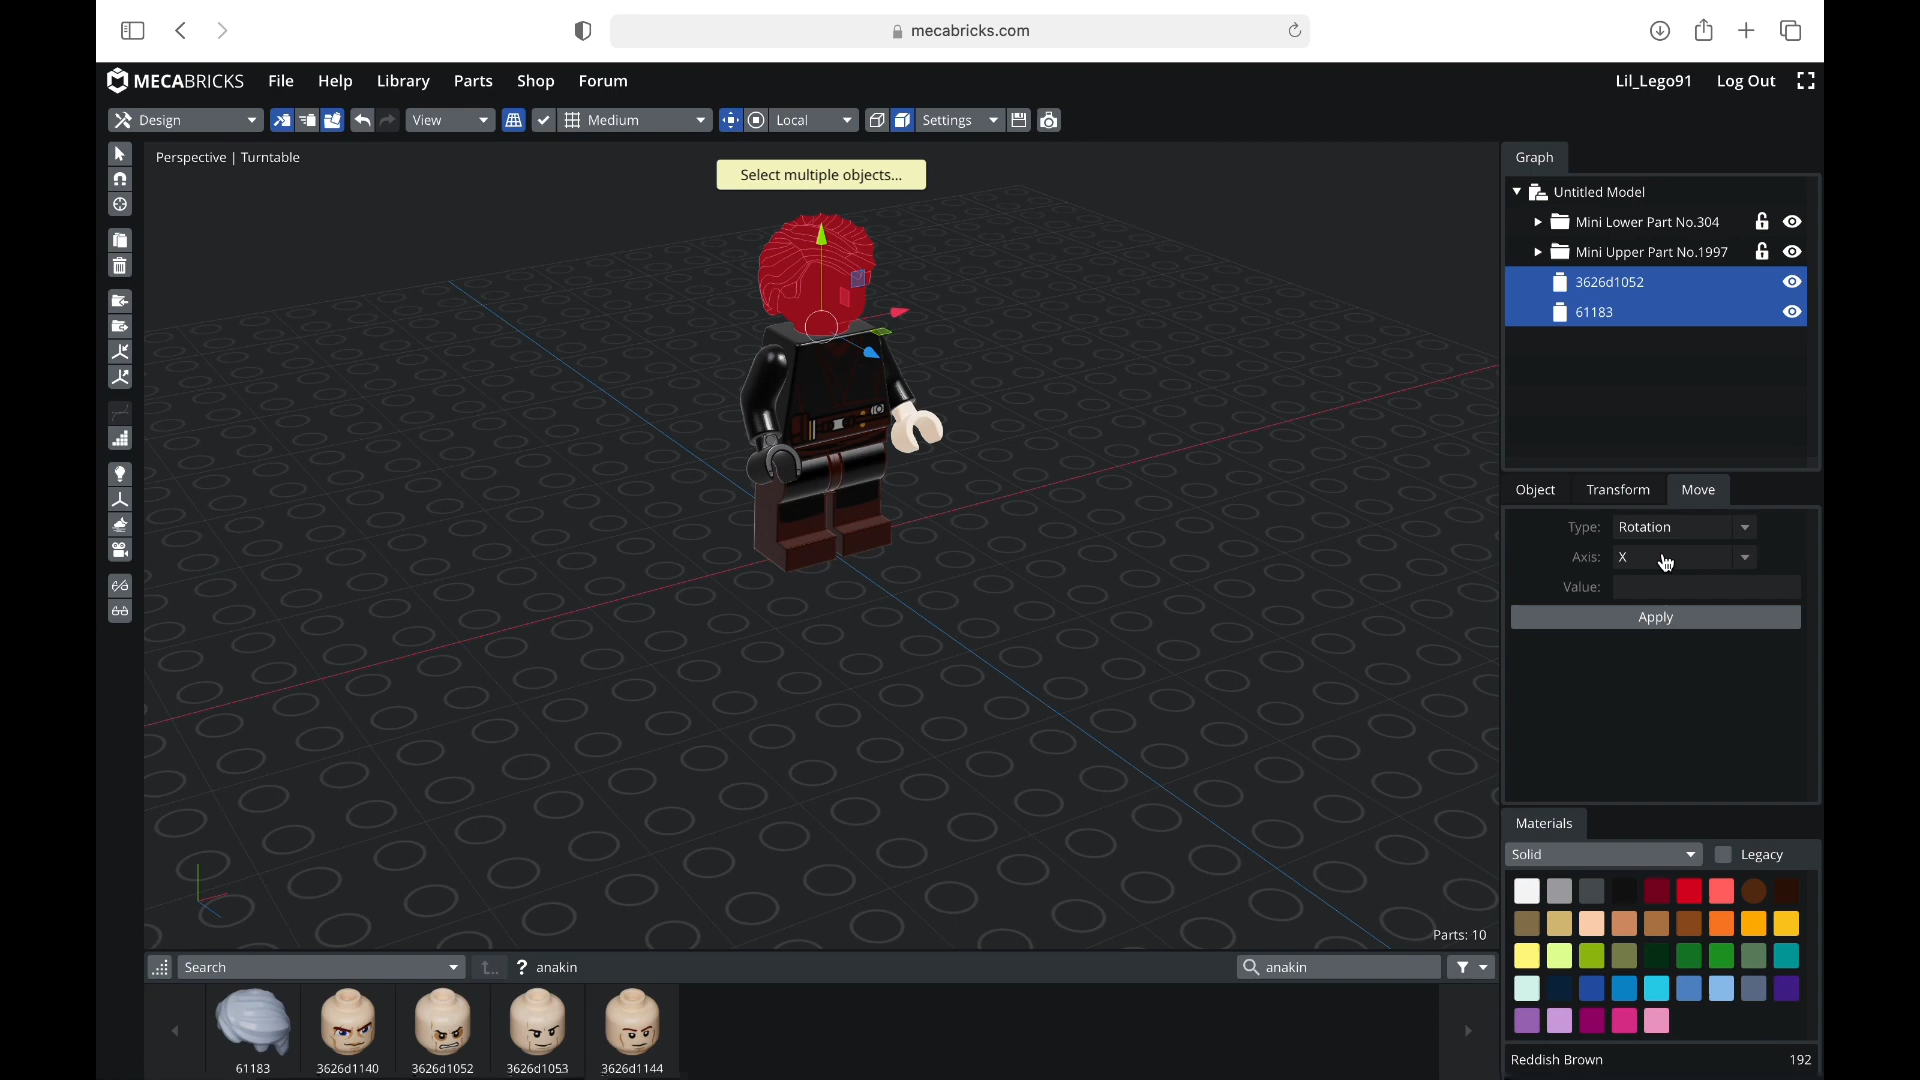 mecabricks.com
MECABRICKS File Help Library Parts Shop Forum Lil_Lego91 Log Out
Design View Medium Local Settings
Perspective | Turntable
Select multiple objects...
Graph
Untitled Model
Mini Lower Part No.304
Mini Upper Part No.1997
3626d1052
61183
Object Transform Move
Type: Rotation
Axis: X
Value:
Apply
Materials
Solid Legacy
Parts: 10
Search ? anakin anakin
61183 3626d1140 3626d1052 3626d1053 3626d1144
Reddish Brown 192